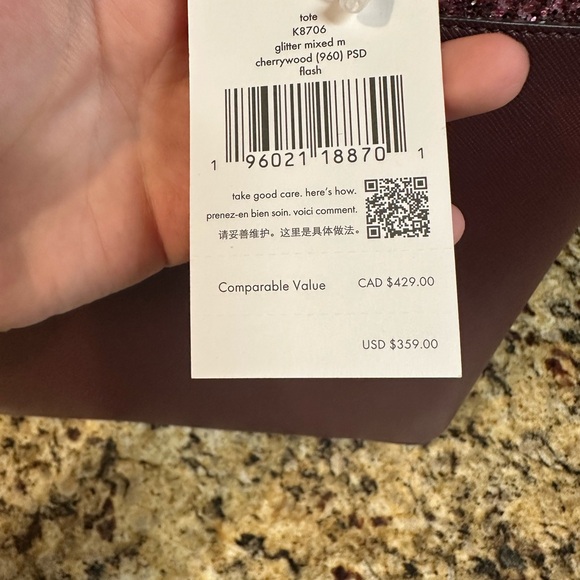 tote
K8706
glitter mixed m
cherrywood (960) PSD
flash
1 96021 18870 1
take good care. here's how.
prenez-en bien soin. voici comment.
请妥善维护。这里是具体做法。
Comparable Value CAD $429.00
USD $359.00